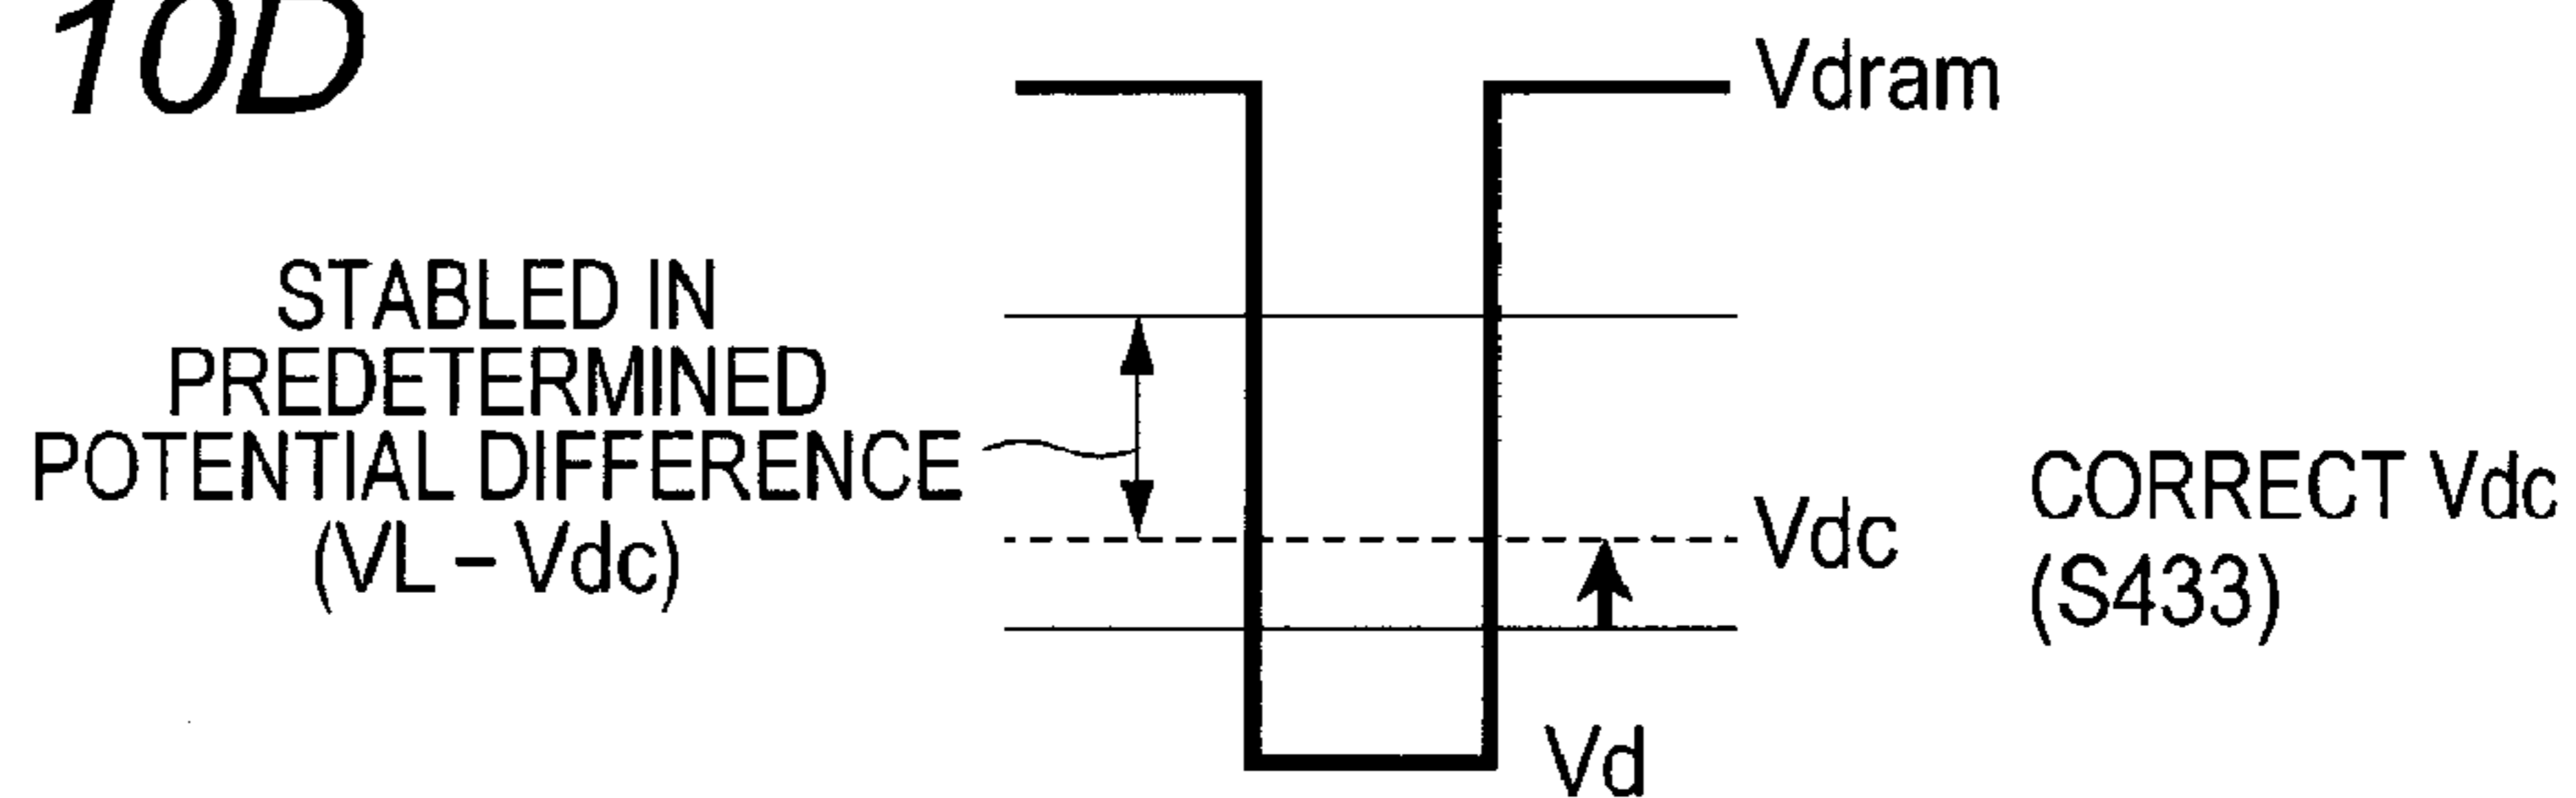 10D
Vdram
STABLED IN
PREDETERMINED
POTENTIAL DIFFERENCE
(VL – Vdc)
Vdc
CORRECT Vdc
(S433)
Vd